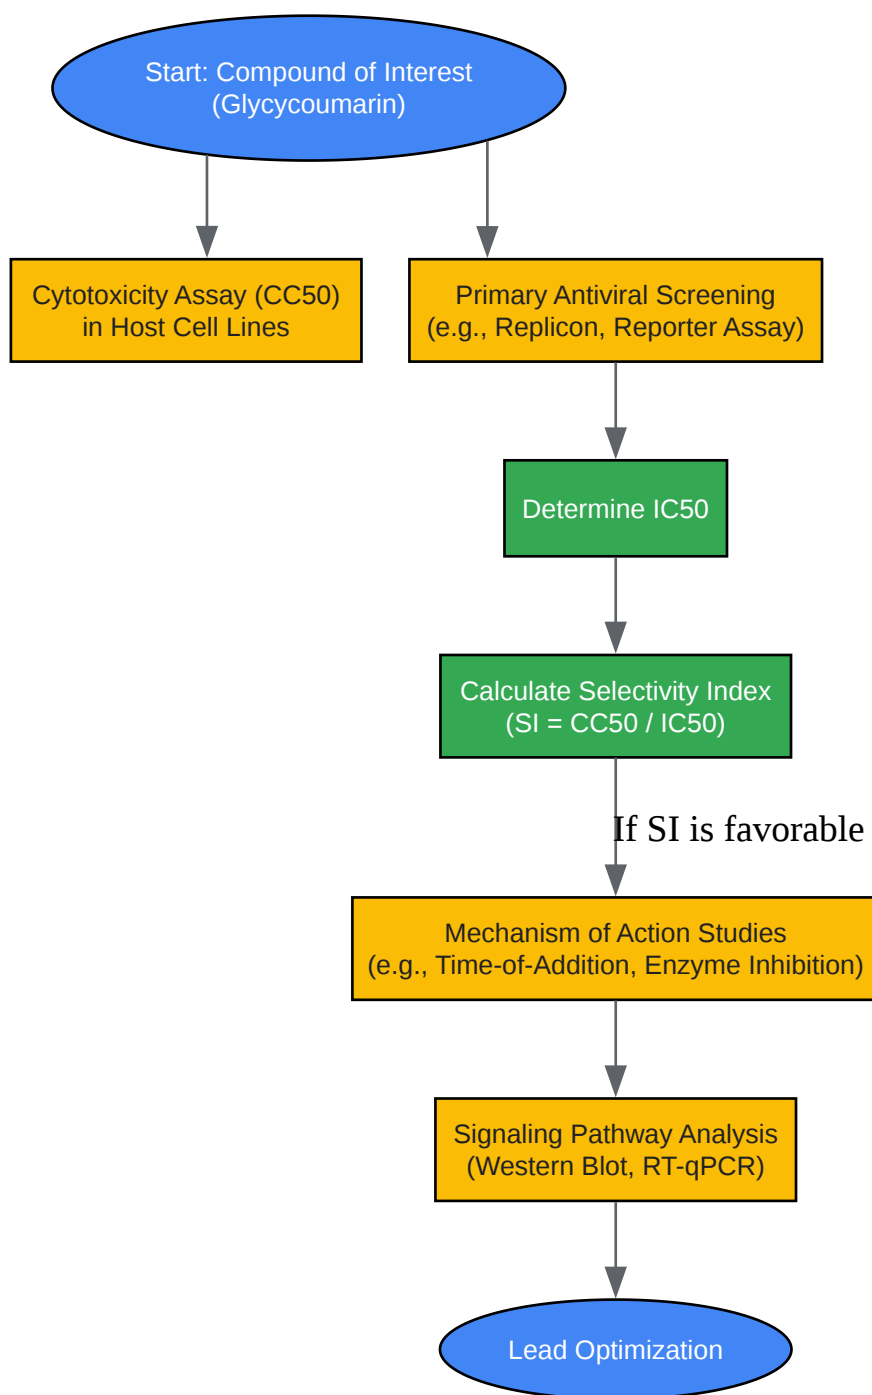 Start: Compound of Interest
(Glycycoumarin)
Cytotoxicity Assay (CC50)
in Host Cell Lines
Primary Antiviral Screening
(e.g., Replicon, Reporter Assay)
Determine IC50
Calculate Selectivity Index
(SI = CC50 / IC50)
If SI is favorable
Mechanism of Action Studies
(e.g., Time-of-Addition, Enzyme Inhibition)
Signaling Pathway Analysis
(Western Blot, RT-qPCR)
Lead Optimization